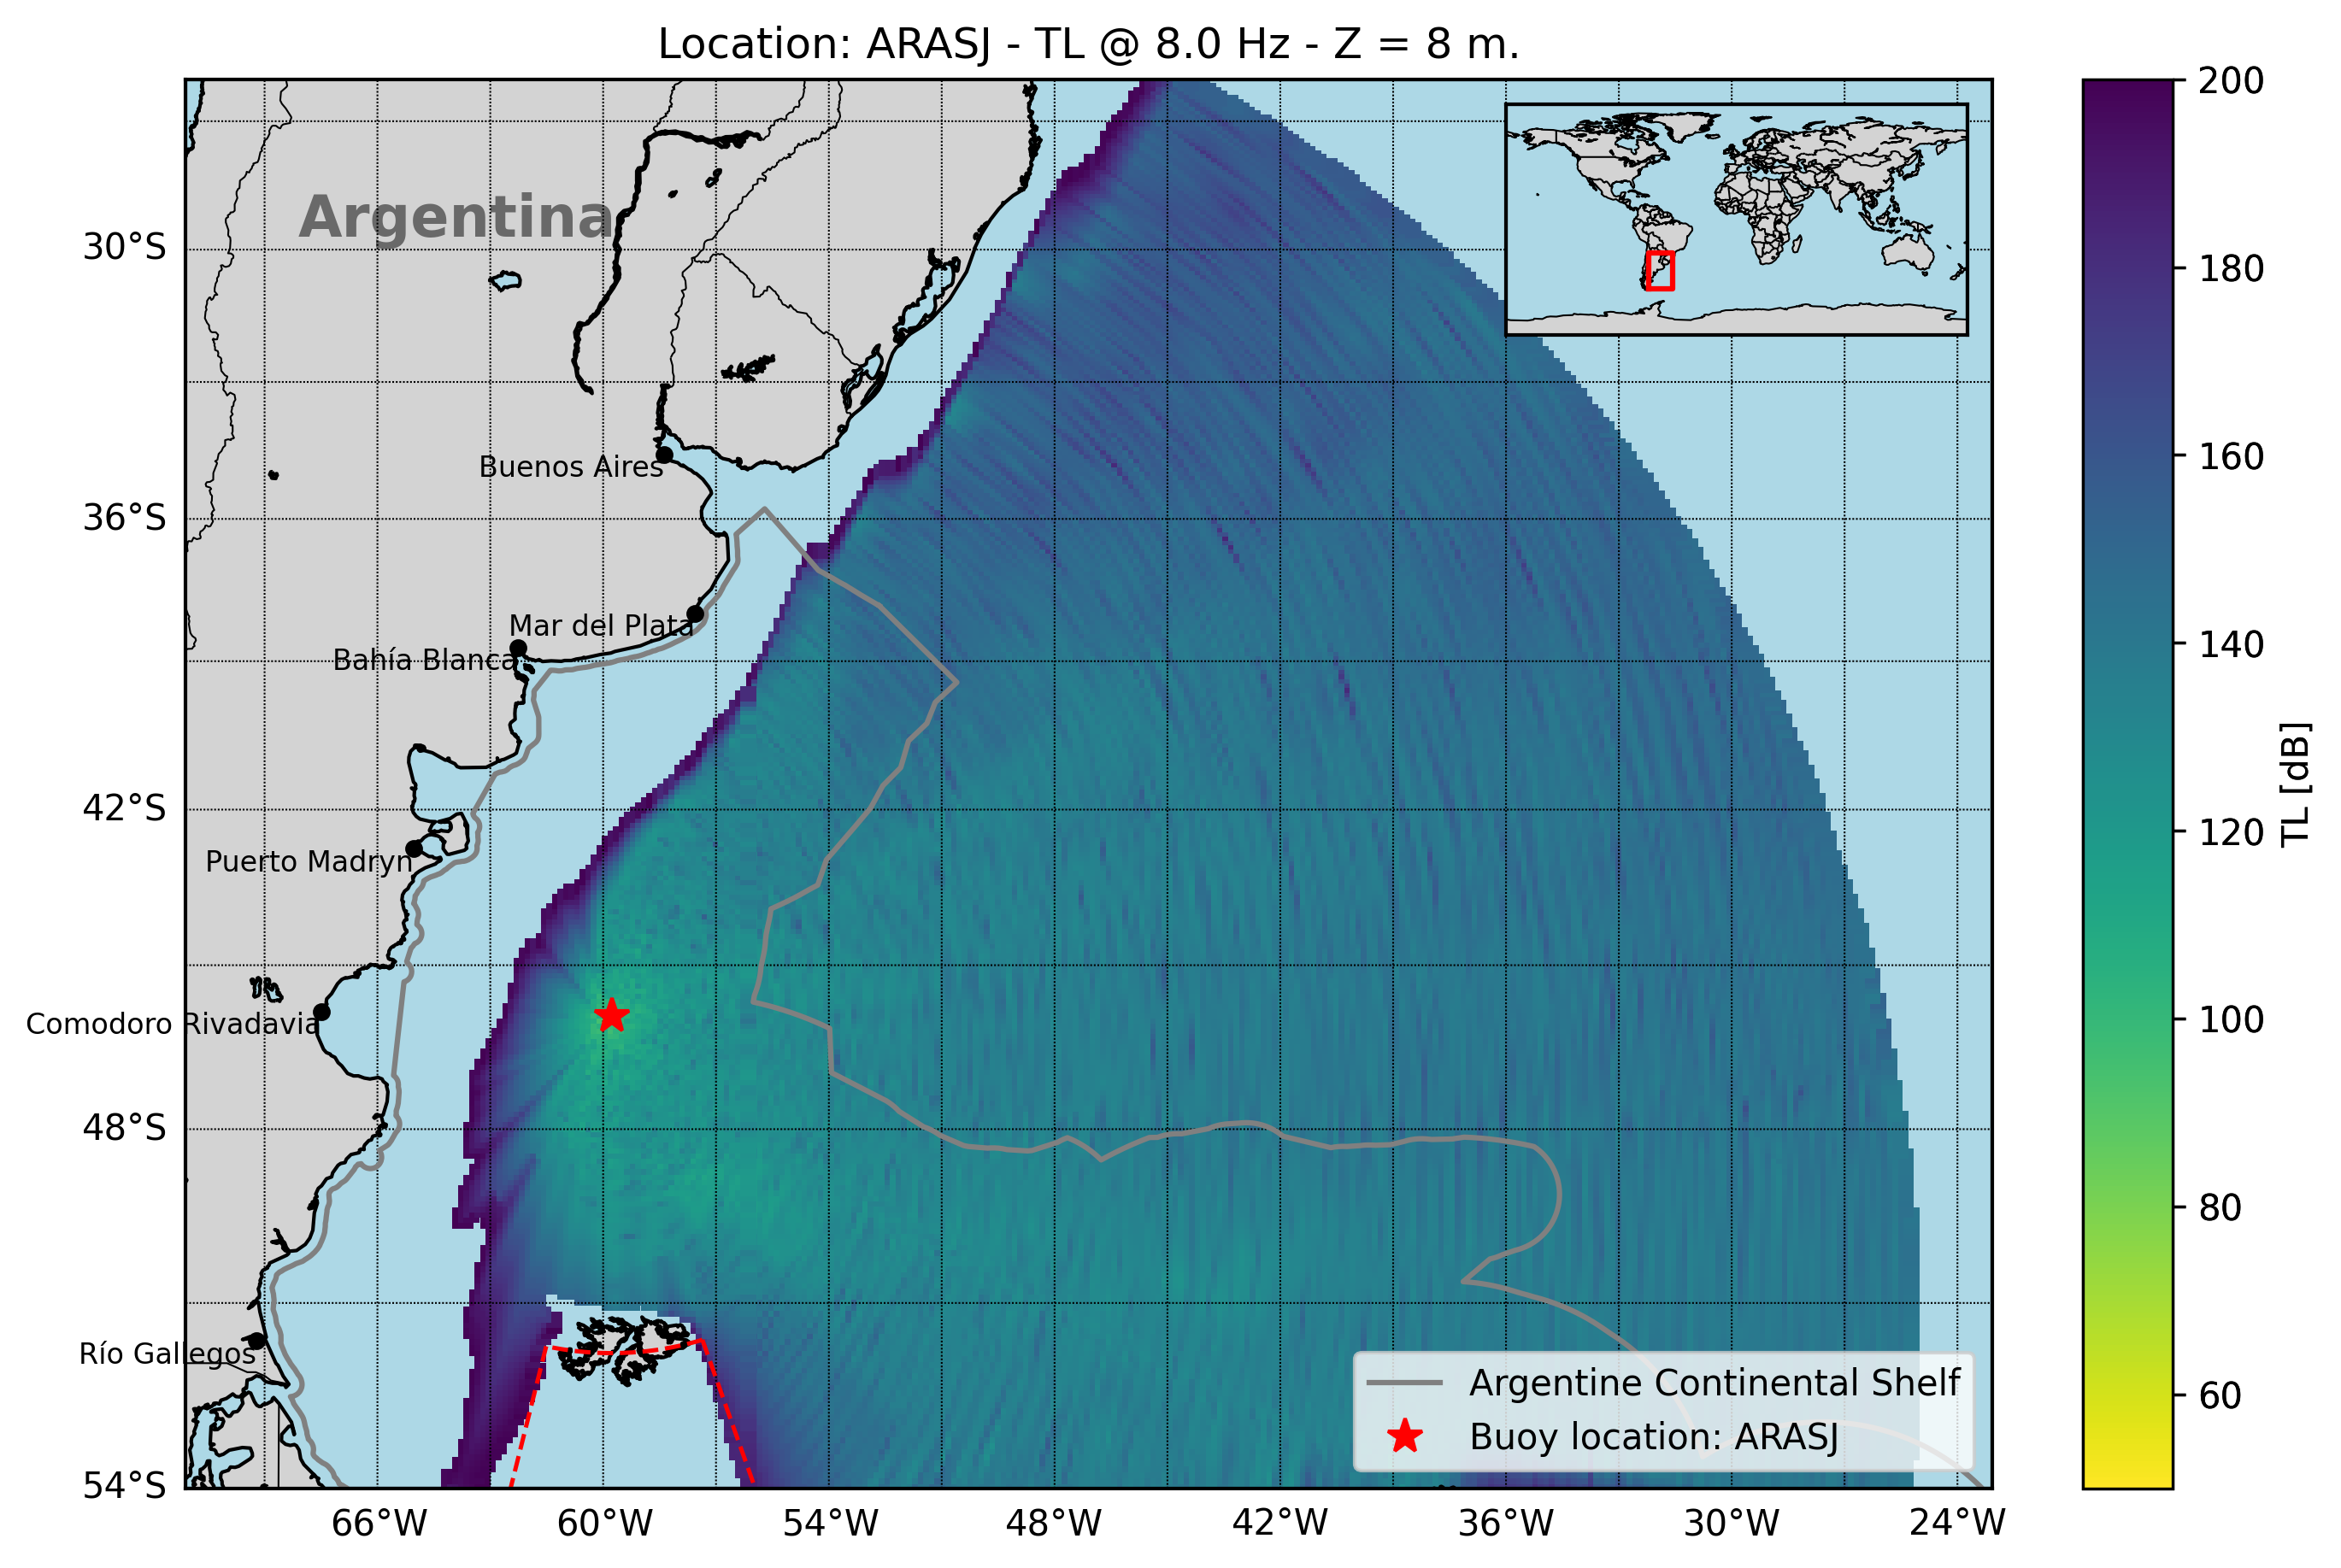 Location: ARASJ - TL @ 8.0 Hz - Z = 8 m.
Argentina
30°S
36°S
42°S
48°S
54°S
Buenos Aires
Mar del Plata
Bahía Blanca
Puerto Madryn
Comodoro Rivadavia
Río Gallegos
Argentine Continental Shelf
Buoy location: ARASJ
66°W
60°W
54°W
48°W
42°W
36°W
30°W
24°W
200
180
160
140
120
100
80
60
TL [dB]